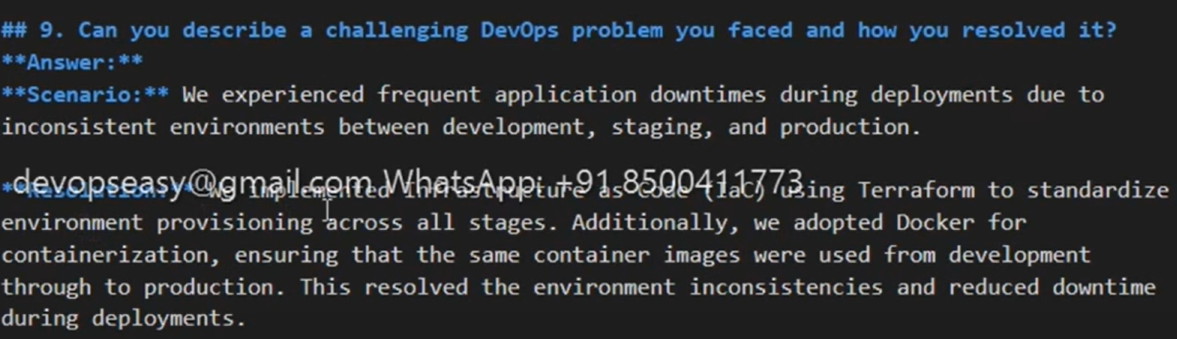 ## 9. Can you describe a challenging DevOps problem you faced and how you resolved it?
**Answer:**
**Scenario:** We experienced frequent application downtimes during deployments due to
inconsistent environments between development, staging, and production.
devopseasy@gmail.com WhatsApp: +91 8500411773
**Resolution:** We implemented Infrastructure as Code (IaC) using Terraform to standardize
environment provisioning across all stages. Additionally, we adopted Docker for
containerization, ensuring that the same container images were used from development
through to production. This resolved the environment inconsistencies and reduced downtime
during deployments.